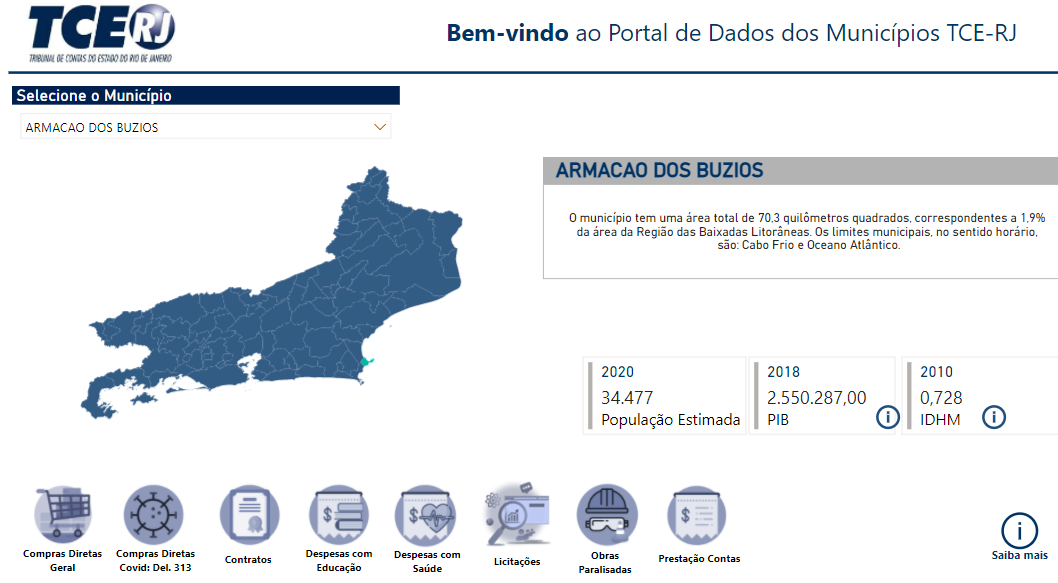 TCERJ
TRIBUNAL DE CONTAS DO ESTADO DO RIO DE JANEIRO
Bem-vindo ao Portal de Dados dos Municípios TCE-RJ
Selecione o Município
ARMACAO DOS BUZIOS
ARMACAO DOS BUZIOS
O município tem uma área total de 70,3 quilômetros quadrados, correspondentes a 1,9%
da área da Região das Baixadas Litorâneas. Os limites municipais, no sentido horário,
são: Cabo Frio e Oceano Atlântico.
2020
34.477
População Estimada
2018
2.550.287,00
PIB
i
2010
0,728
IDHM
i
Compras Diretas
Geral
Compras Diretas
Covid: Del. 313
Contratos
$
Despesas com
Educação
$
Despesas com
Saúde
Licitações
Obras
Paralisadas
$
Prestação Contas
i
Saiba mais